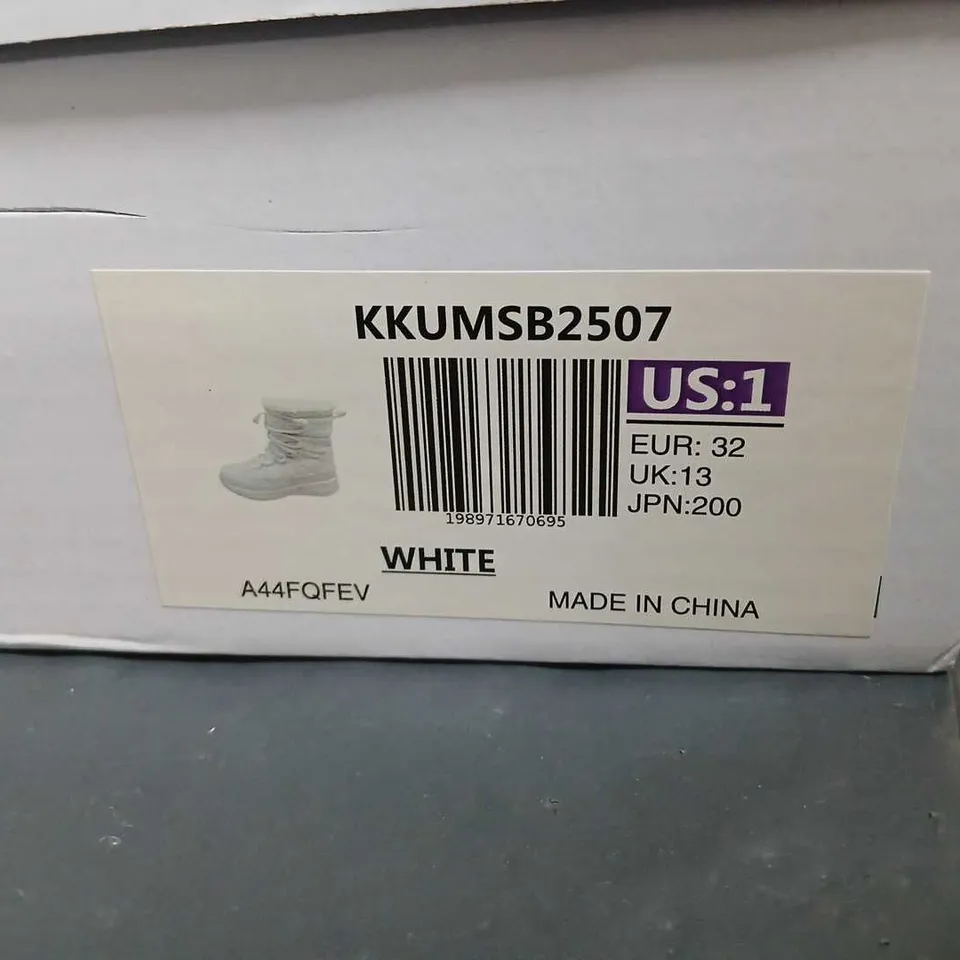 KKUMSB2507
US:1
EUR: 32
UK:13
JPN:200
198971670695
WHITE
A44FQFEV
MADE IN CHINA